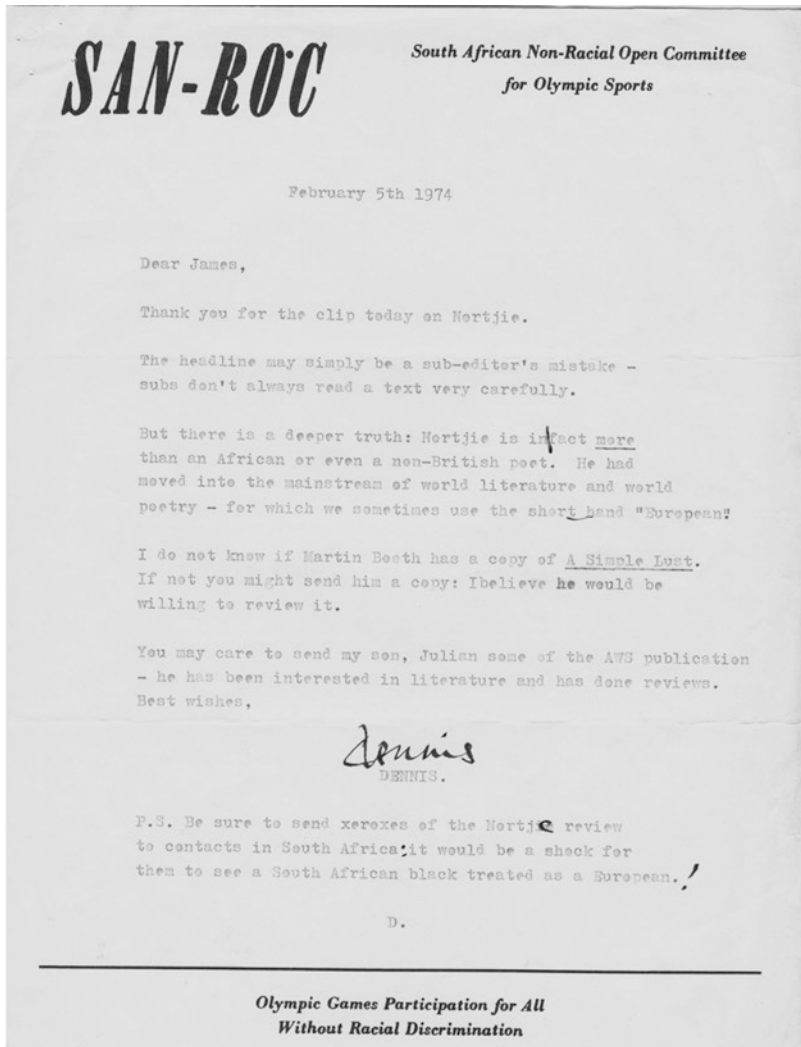 SAN-ROC
South African Non-Racial Open Committee
for Olympic Sports
February 5th 1974
Dear James,
Thank you for the clip today on Nortjie.
The headline may simply be a sub-editor's mistake -
subs don't always read a text very carefully.
But there is a deeper truth: Nortjie is in|fact more
than an African or even a non-British poet. He had
moved into the mainstream of world literature and world
poetry - for which we sometimes use the short hand "European".
I do not know if Martin Booth has a copy of A Simple Lust.
If not you might send him a copy: Ibelieve he would be
willing to review it.
You may care to send my son, Julian some of the AWS publication
- he has been interested in literature and has done reviews.
Best wishes,
dennis
DENNIS.
P.S. Be sure to send xeroxes of the Nortje review
to contacts in South Africa:it would be a shock for
them to see a South African black treated as a European.!
D.
Olympic Games Participation for All
Without Racial Discrimination